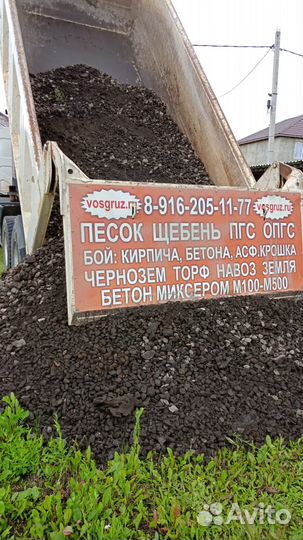 vosgruz.ru 8-916-205-11-77 vosgruz.ru
ПЕСОК ЩЕБЕНЬ ПГС ОПГС
БОЙ: КИРПИЧА, БЕТОНА, АСФ.КРОШКА
ЧЕРНОЗЕМ ТОРФ НАВОЗ ЗЕМЛЯ
БЕТОН МИКСЕРОМ М100-М500
Avito